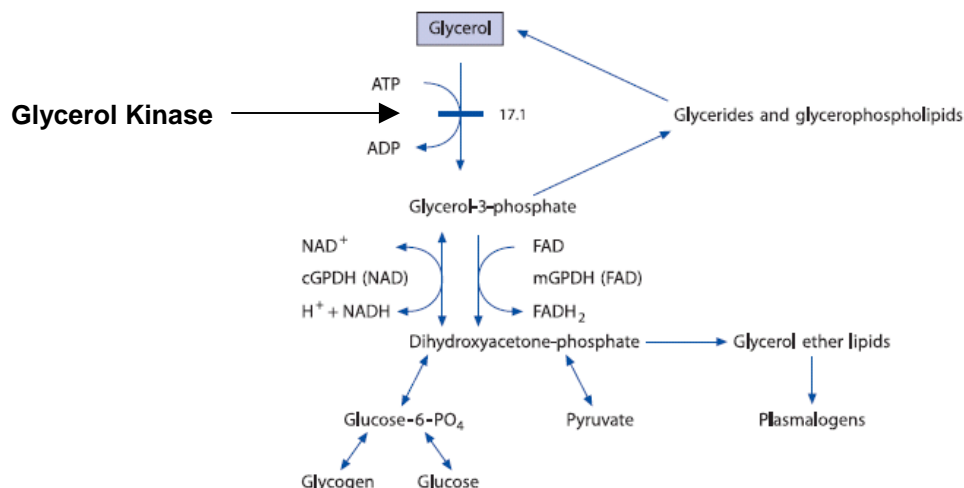 Glycerol
ATP
Glycerol Kinase
17.1
Glycerides and glycerophospholipids
ADP
Glycerol-3-phosphate
NAD+
FAD
cGPDH (NAD)
mGPDH (FAD)
H+ + NADH
FADH2
Dihydroxyacetone-phosphate
Glycerol ether lipids
Glucose-6-PO4
Pyruvate
Plasmalogens
Glycogen
Glucose